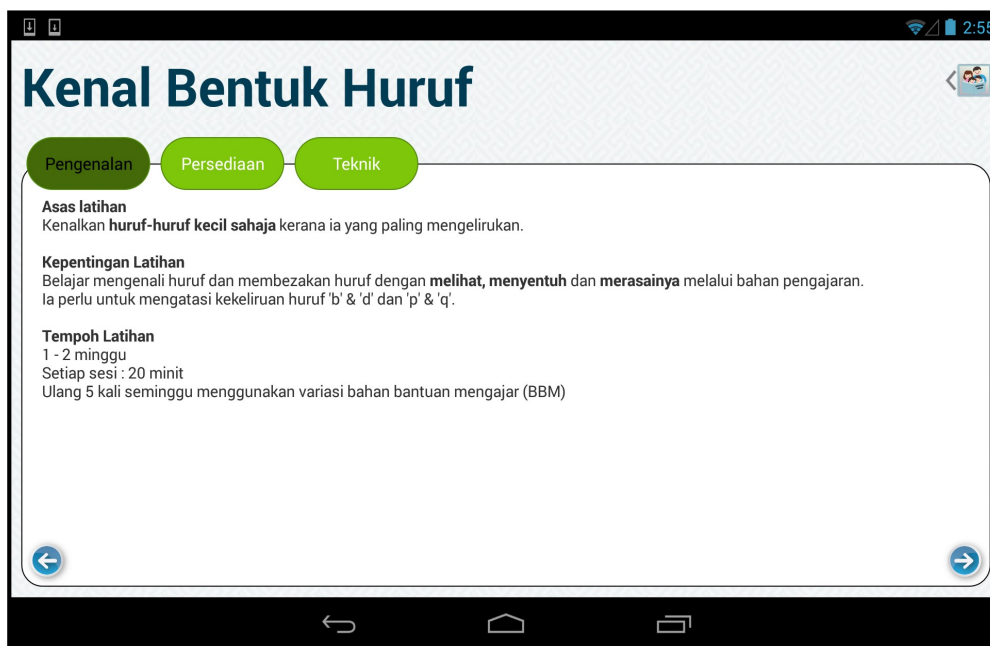 2:55
Kenal Bentuk Huruf
Pengenalan Persediaan Teknik
Asas latihan
Kenalkan huruf-huruf kecil sahaja kerana ia yang paling mengelirukan.
Kepentingan Latihan
Belajar mengenali huruf dan membezakan huruf dengan melihat, menyentuh dan merasainya melalui bahan pengajaran.
Ia perlu untuk mengatasi kekeliruan huruf 'b' & 'd' dan 'p' & 'q'.
Tempoh Latihan
1 - 2 minggu
Setiap sesi : 20 minit
Ulang 5 kali seminggu menggunakan variasi bahan bantuan mengajar (BBM)